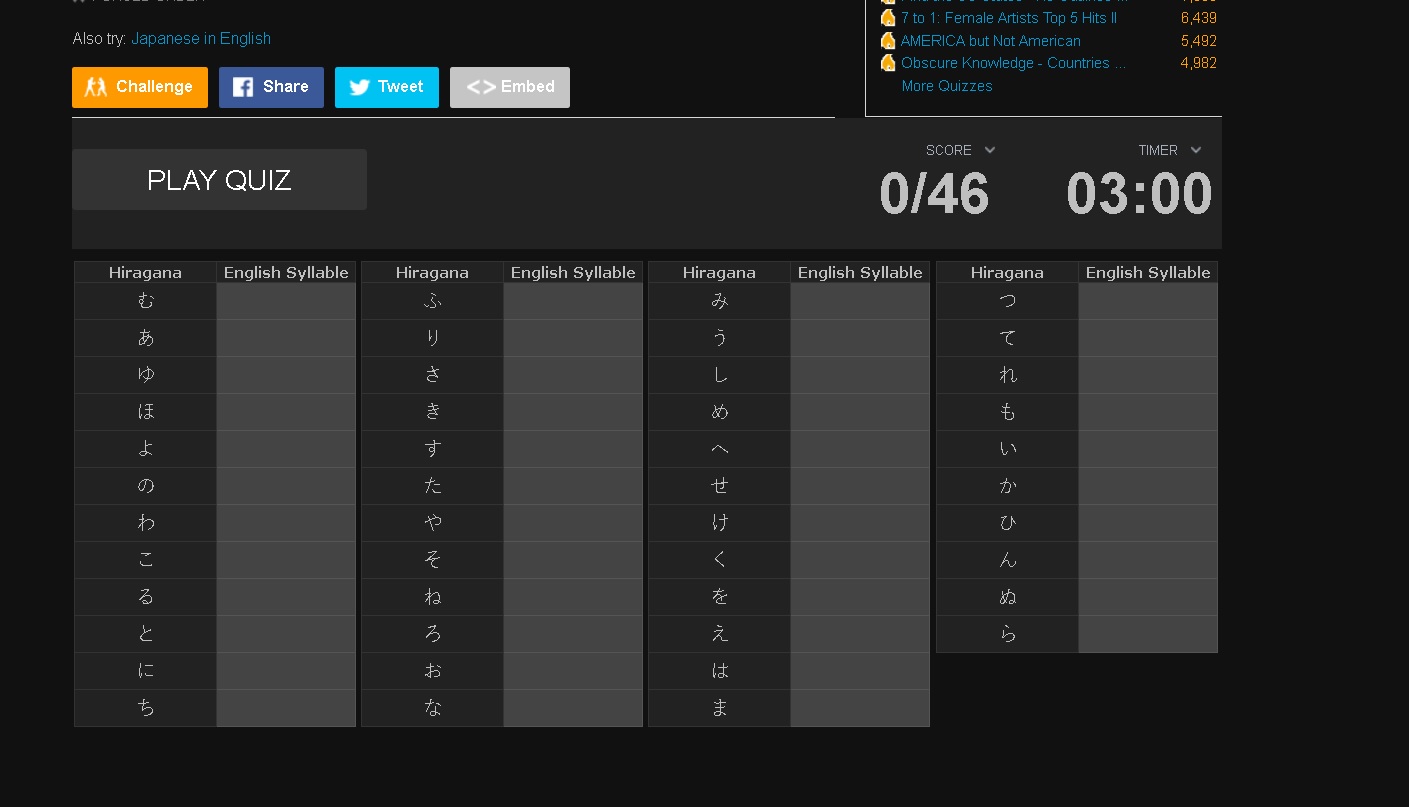 Also try: Japanese in English
Challenge Share Tweet <> Embed
7 to 1: Female Artists Top 5 Hits II 6,439
AMERICA but Not American 5,492
Obscure Knowledge - Countries ... 4,982
More Quizzes
PLAY QUIZ
SCORE TIMER
0/46 03:00
Hiragana English Syllable Hiragana English Syllable Hiragana English Syllable Hiragana English Syllable
む ふ み つ
あ り う て
ゆ さ し れ
ほ き め も
よ す へ い
の た せ か
わ や け ひ
こ そ く ん
る ね を ぬ
と ろ え ら
に お は
ち な ま